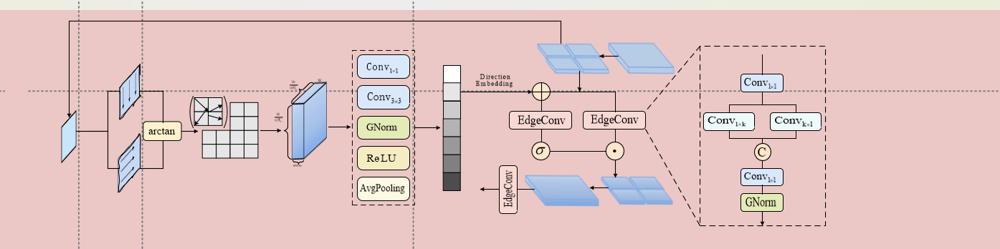 arctan
W
H
Conv1×1
Conv3×3
GNorm
ReLU
AvgPooling
Direction
Embedding
EdgeConv
EdgeConv
σ
EdgeConv
Conv1×1
Conv1×k
Convk×1
C
Conv1×1
GNorm